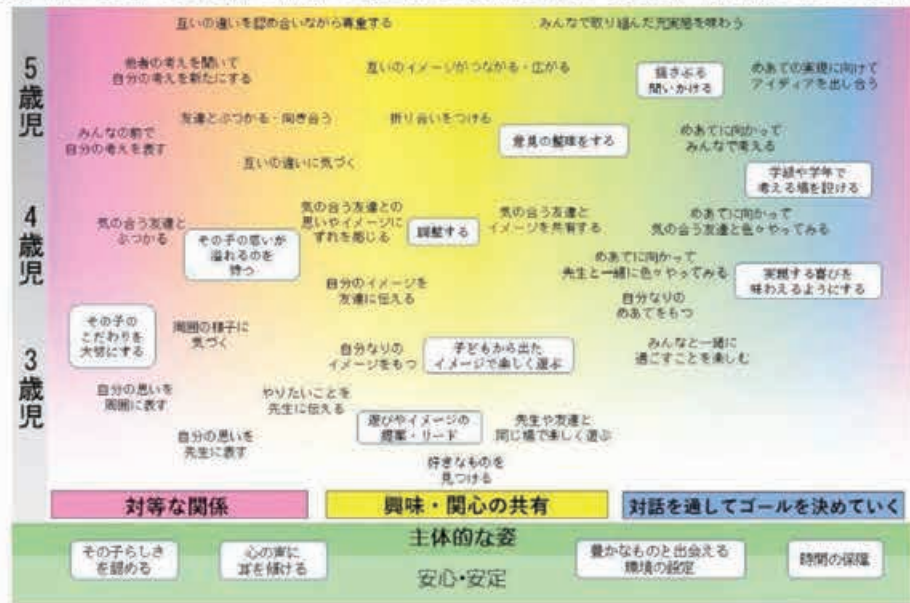 互いの違いを認め合いながら尊重する
みんなで取り組んだ充実感を味わう
5歳児
他者の考えを聞いて
自分の考えを新たにする
互いのイメージがつながる・広がる
揺さぶる
問いかける
めあての実現に向けて
アイディアを出し合う
みんなの前で
自分の考えを表す
友達とぶつかる・向き合う
折り合いをつける
意見の整理をする
めあてに向かって
みんなで考える
互いの違いに気づく
学級や学年で
考える場を設ける
4歳児
気の合う友達と
ぶつかる
その子の思いが
溢れるのを
待つ
気の合う友達との
思いやイメージに
ずれを感じる
調整する
気の合う友達と
イメージを共有する
めあてに向かって
気の合う友達と色々やってみる
自分のイメージを
友達に伝える
めあてに向かって
先生と一緒に色々やってみる
実現する喜びを
味わえるようにする
自分なりの
めあてをもつ
3歳児
その子の
こだわりを
大切にする
周囲の様子に
気づく
自分なりの
イメージをもつ
子どもから出た
イメージで楽しく遊ぶ
みんなと一緒に
過ごすことを楽しむ
自分の思いを
周囲に表す
やりたいことを
先生に伝える
自分の思いを
先生に表す
遊びやイメージの
提案・リード
先生や友達と
同じ場で楽しく遊ぶ
好きなものを
見つける
対等な関係
興味・関心の共有
対話を通してゴールを決めていく
主体的な姿
その子らしさ
を認める
心の声に
耳を傾ける
安心・安定
豊かなものと出会える
環境の設定
時間の保障